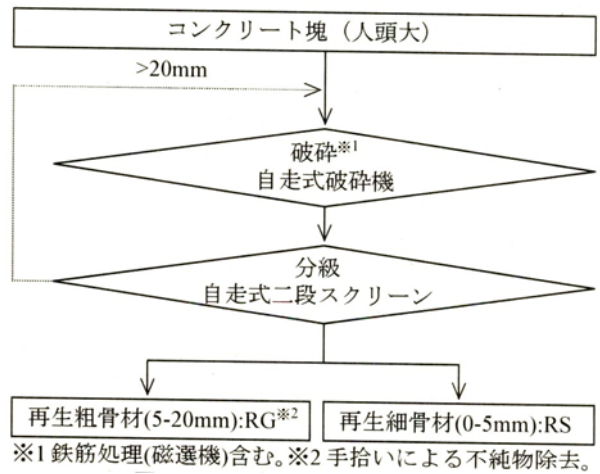 コンクリート塊（人頭大）
>20mm
破砕※1
自走式破砕機
分級
自走式二段スクリーン
再生粗骨材(5-20mm):RG※2
再生細骨材(0-5mm):RS
※1 鉄筋処理(磁選機)含む。※2 手拾いによる不純物除去。